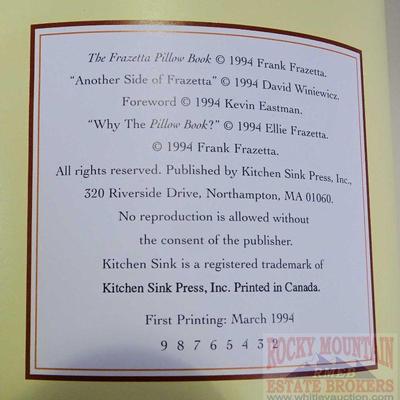 The Frazetta Pillow Book © 1994 Frank Frazetta.
“Another Side of Frazetta” © 1994 David Winiewicz.
Foreword © 1994 Kevin Eastman.
“Why The Pillow Book?” © 1994 Ellie Frazetta.
© 1994 Frank Frazetta.
All rights reserved. Published by Kitchen Sink Press, Inc.,
320 Riverside Drive, Northampton, MA 01060.
No reproduction is allowed without
the consent of the publisher.
Kitchen Sink is a registered trademark of
Kitchen Sink Press, Inc. Printed in Canada.
First Printing: March 1994
9 8 7 6 5 4 3 2
ROCKY MOUNTAIN
RMEB
ESTATE BROKERS
www.whitleyauction.com